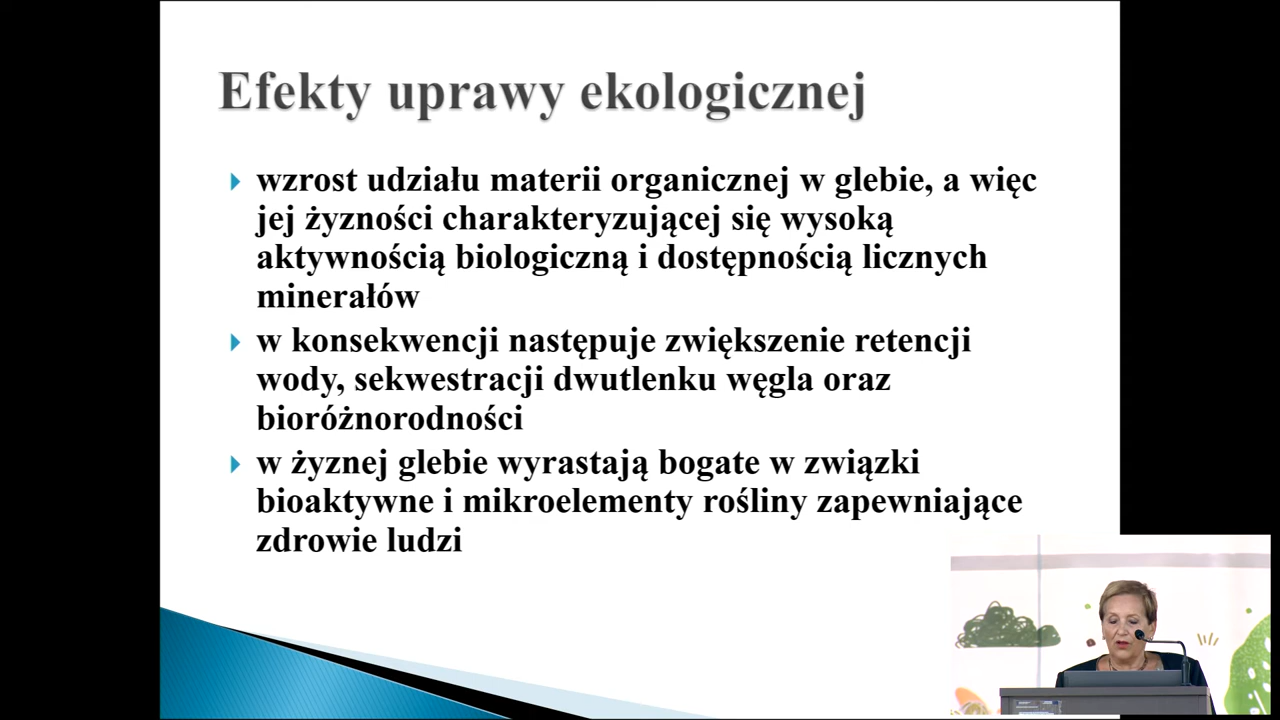 Efekty uprawy ekologicznej
wzrost udziału materii organicznej w glebie, a więc
jej żyzności charakteryzującej się wysoką
aktywnością biologiczną i dostępnością licznych
minerałów
w konsekwencji następuje zwiększenie retencji
wody, sekwestracji dwutlenku węgla oraz
bioróżnorodności
w żyznej glebie wyrastają bogate w związki
bioaktywne i mikroelementy rośliny zapewniające
zdrowie ludzi